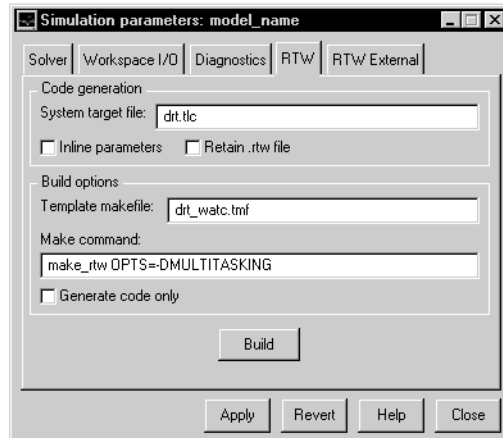 Simulation parameters: model_name
Solver Workspace I/O Diagnostics RTW RTW External
Code generation
System target file: drt.tlc
Inline parameters Retain .rtw file
Build options
Template makefile: drt_watc.tmf
Make command:
make_rtw OPTS=-DMULTITASKING
Generate code only
Build
Apply Revert Help Close